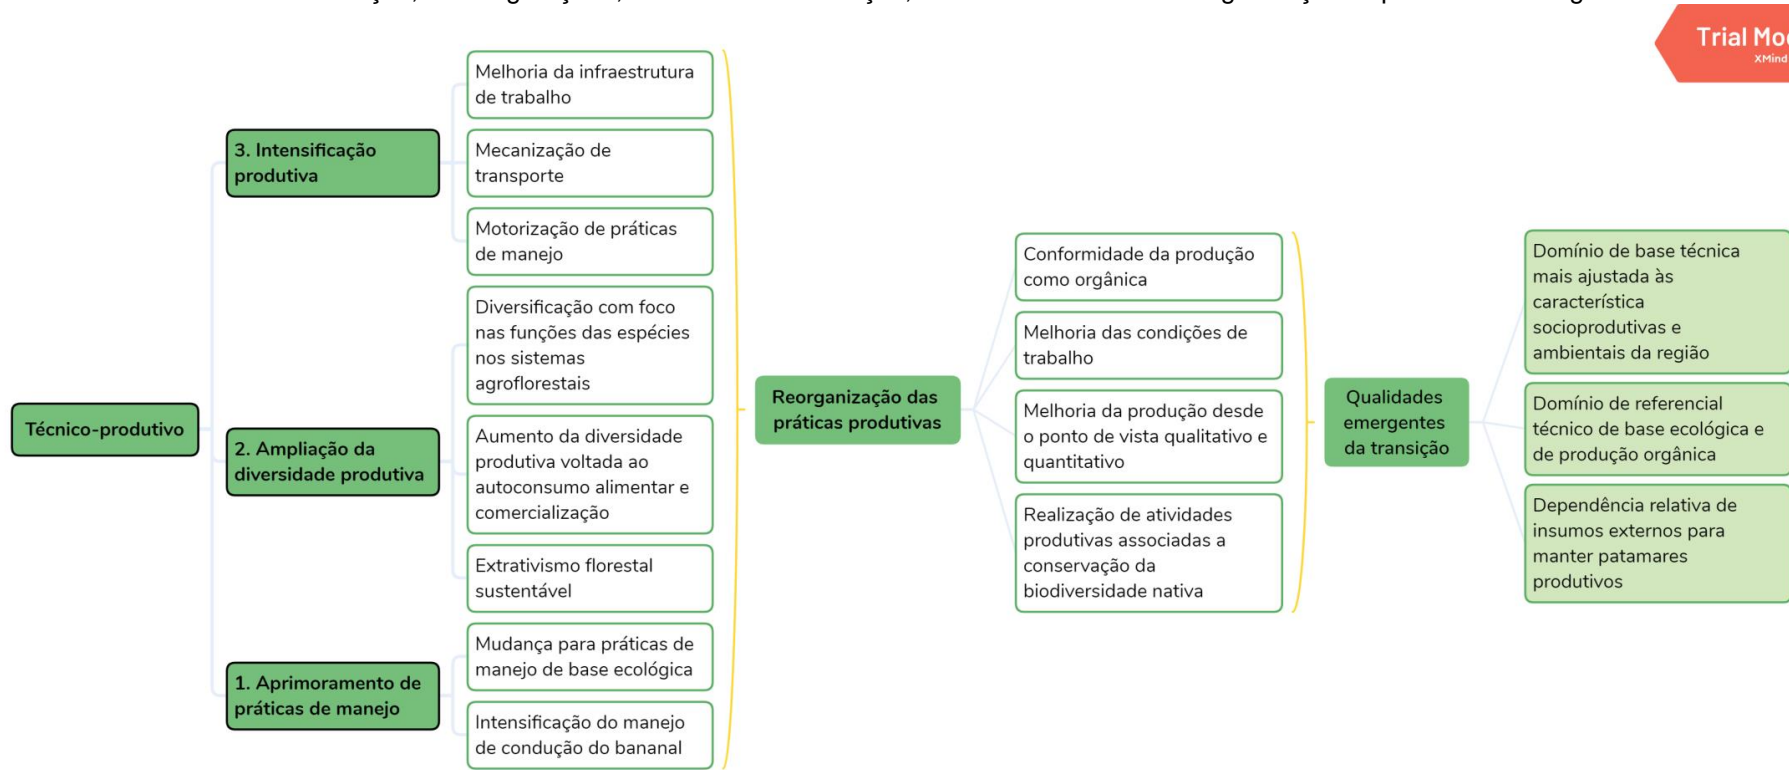 Trial Mo
XMind
Melhoria da infraestrutura
de trabalho
3. Intensificação
produtiva
Mecanização de
transporte
Motorização de práticas
de manejo
Diversificação com foco
nas funções das espécies
nos sistemas
agroflorestais
Técnico-produtivo
2. Ampliação da
diversidade produtiva
Aumento da diversidade
produtiva voltada ao
autoconsumo alimentar e
comercialização
Extrativismo florestal
sustentável
1. Aprimoramento de
práticas de manejo
Mudança para práticas de
manejo de base ecológica
Intensificação do manejo
de condução do bananal
Reorganização das
práticas produtivas
Conformidade da produção
como orgânica
Melhoria das condições de
trabalho
Melhoria da produção desde
o ponto de vista qualitativo e
quantitativo
Realização de atividades
produtivas associadas a
conservação da
biodiversidade nativa
Qualidades
emergentes
da transição
Domínio de base técnica
mais ajustada às
característica
socioprodutivas e
ambientais da região
Domínio de referencial
técnico de base ecológica e
de produção orgânica
Dependência relativa de
insumos externos para
manter patamares
produtivos